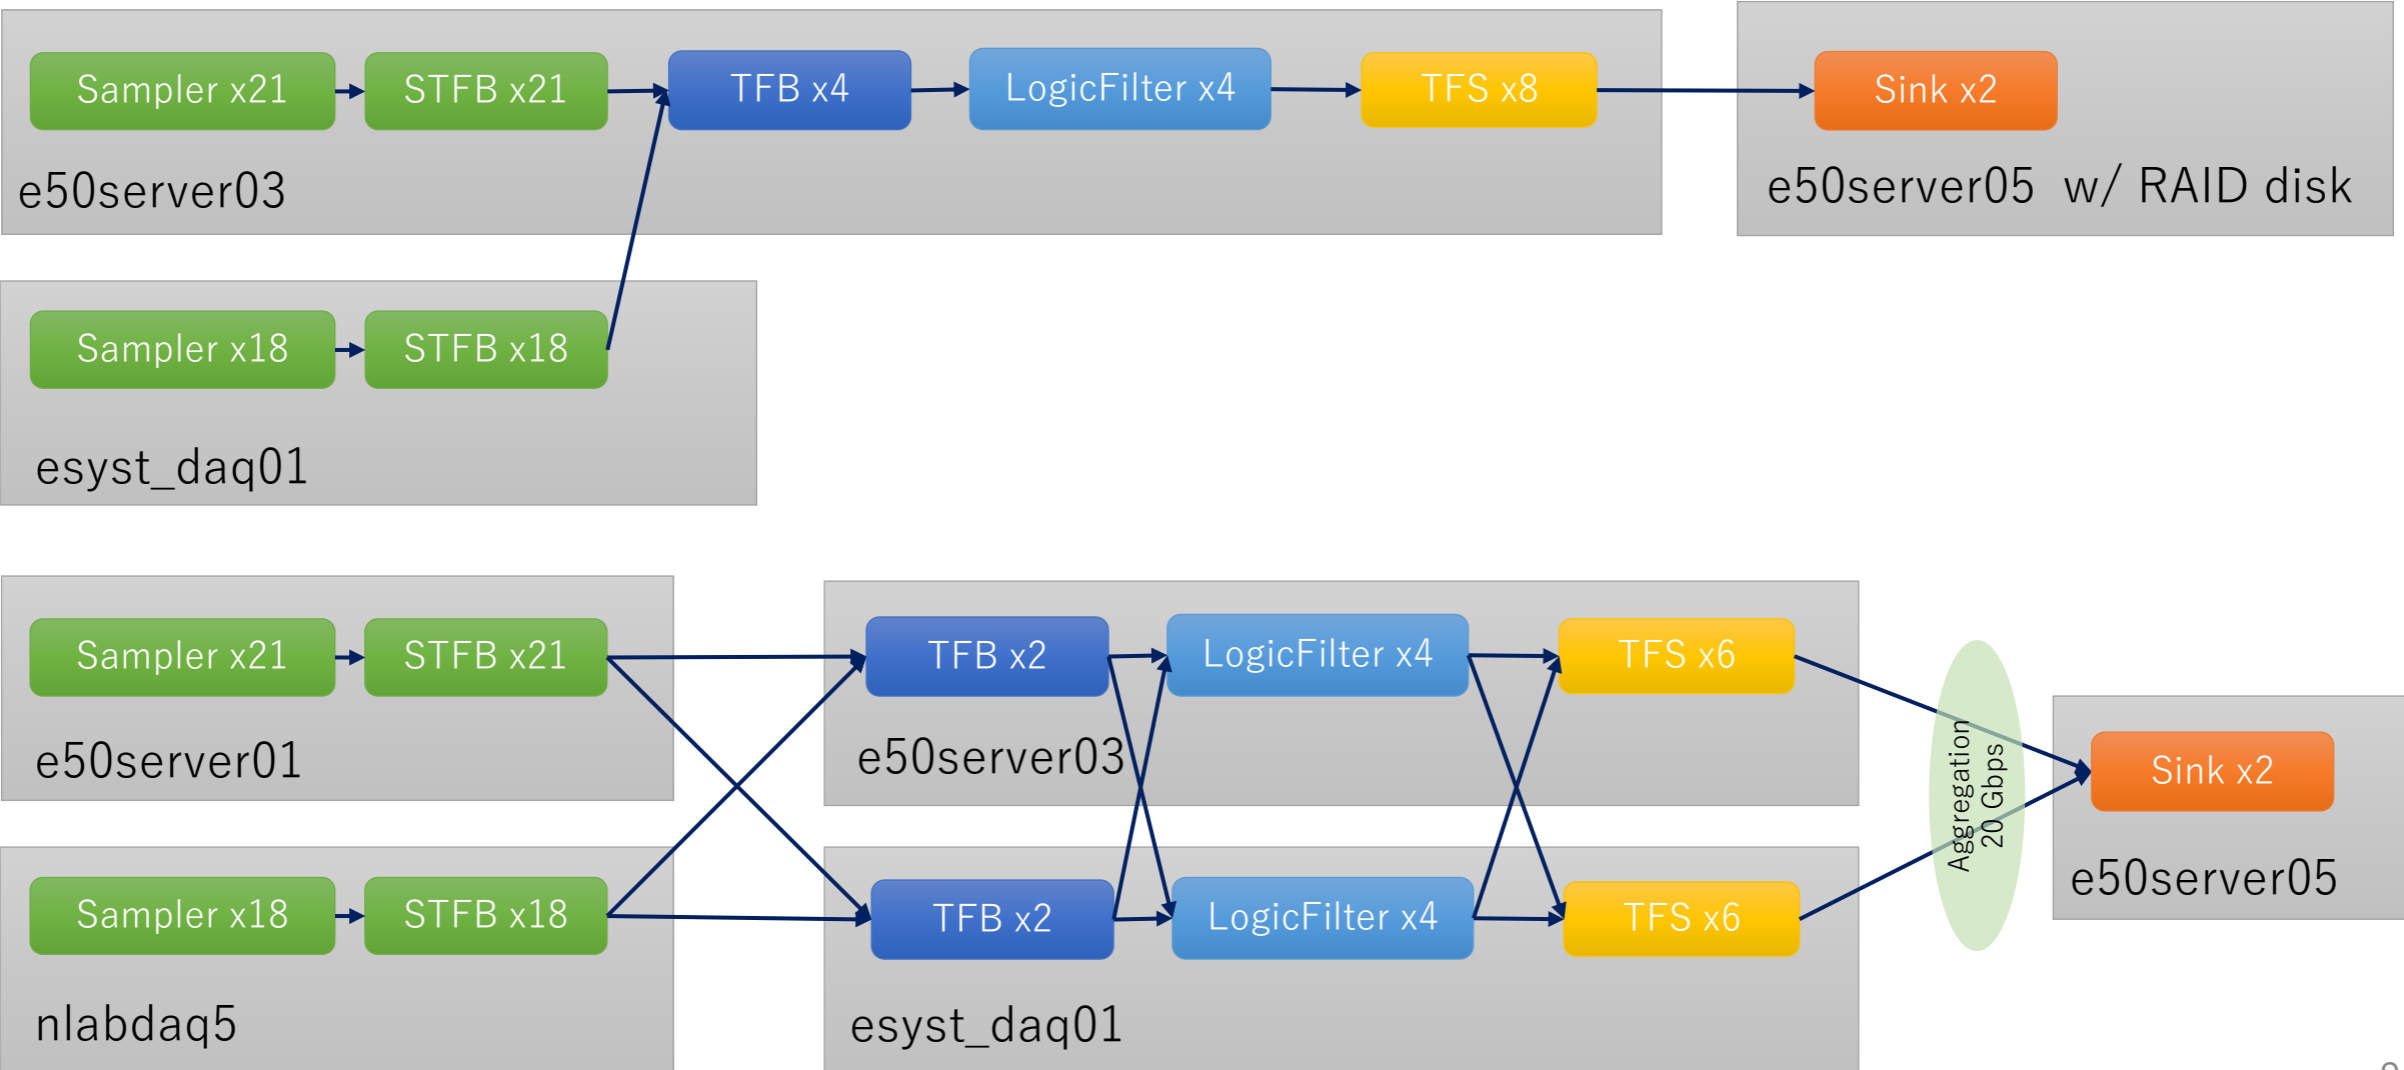 Sampler x21
STFB x21
TFB x4
LogicFilter x4
TFS x8
Sink x2
e50server03
e50server05 w/ RAID disk
Sampler x18
STFB x18
esyst_daq01
Sampler x21
STFB x21
TFB x2
LogicFilter x4
TFS x6
e50server01
e50server03
Aggregation
20 Gbps
Sink x2
e50server05
Sampler x18
STFB x18
TFB x2
LogicFilter x4
TFS x6
nlabdaq5
esyst_daq01